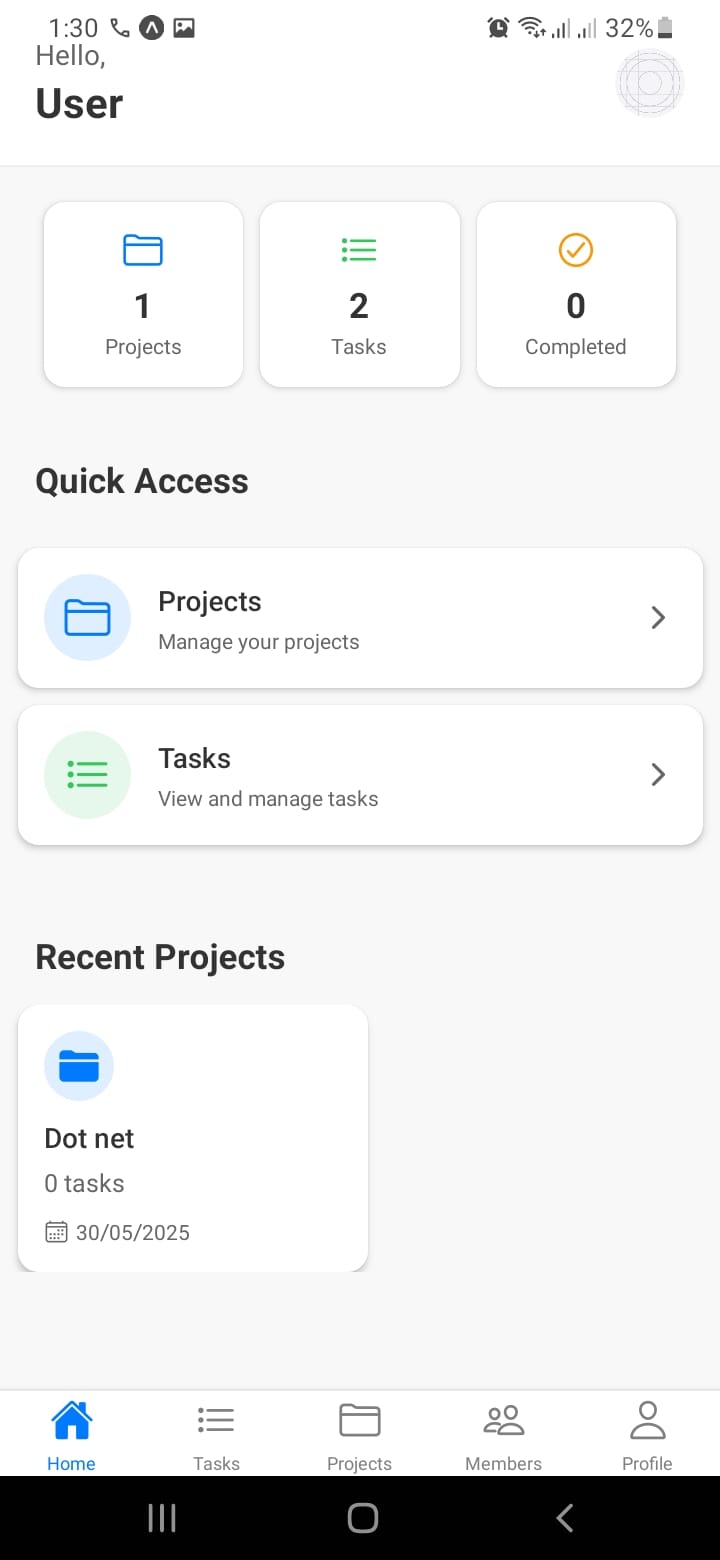 1:30
32%
Hello,
User
1
Projects
2
Tasks
0
Completed
Quick Access
Projects
Manage your projects
Tasks
View and manage tasks
Recent Projects
Dot net
0 tasks
30/05/2025
Home
Tasks
Projects
Members
Profile